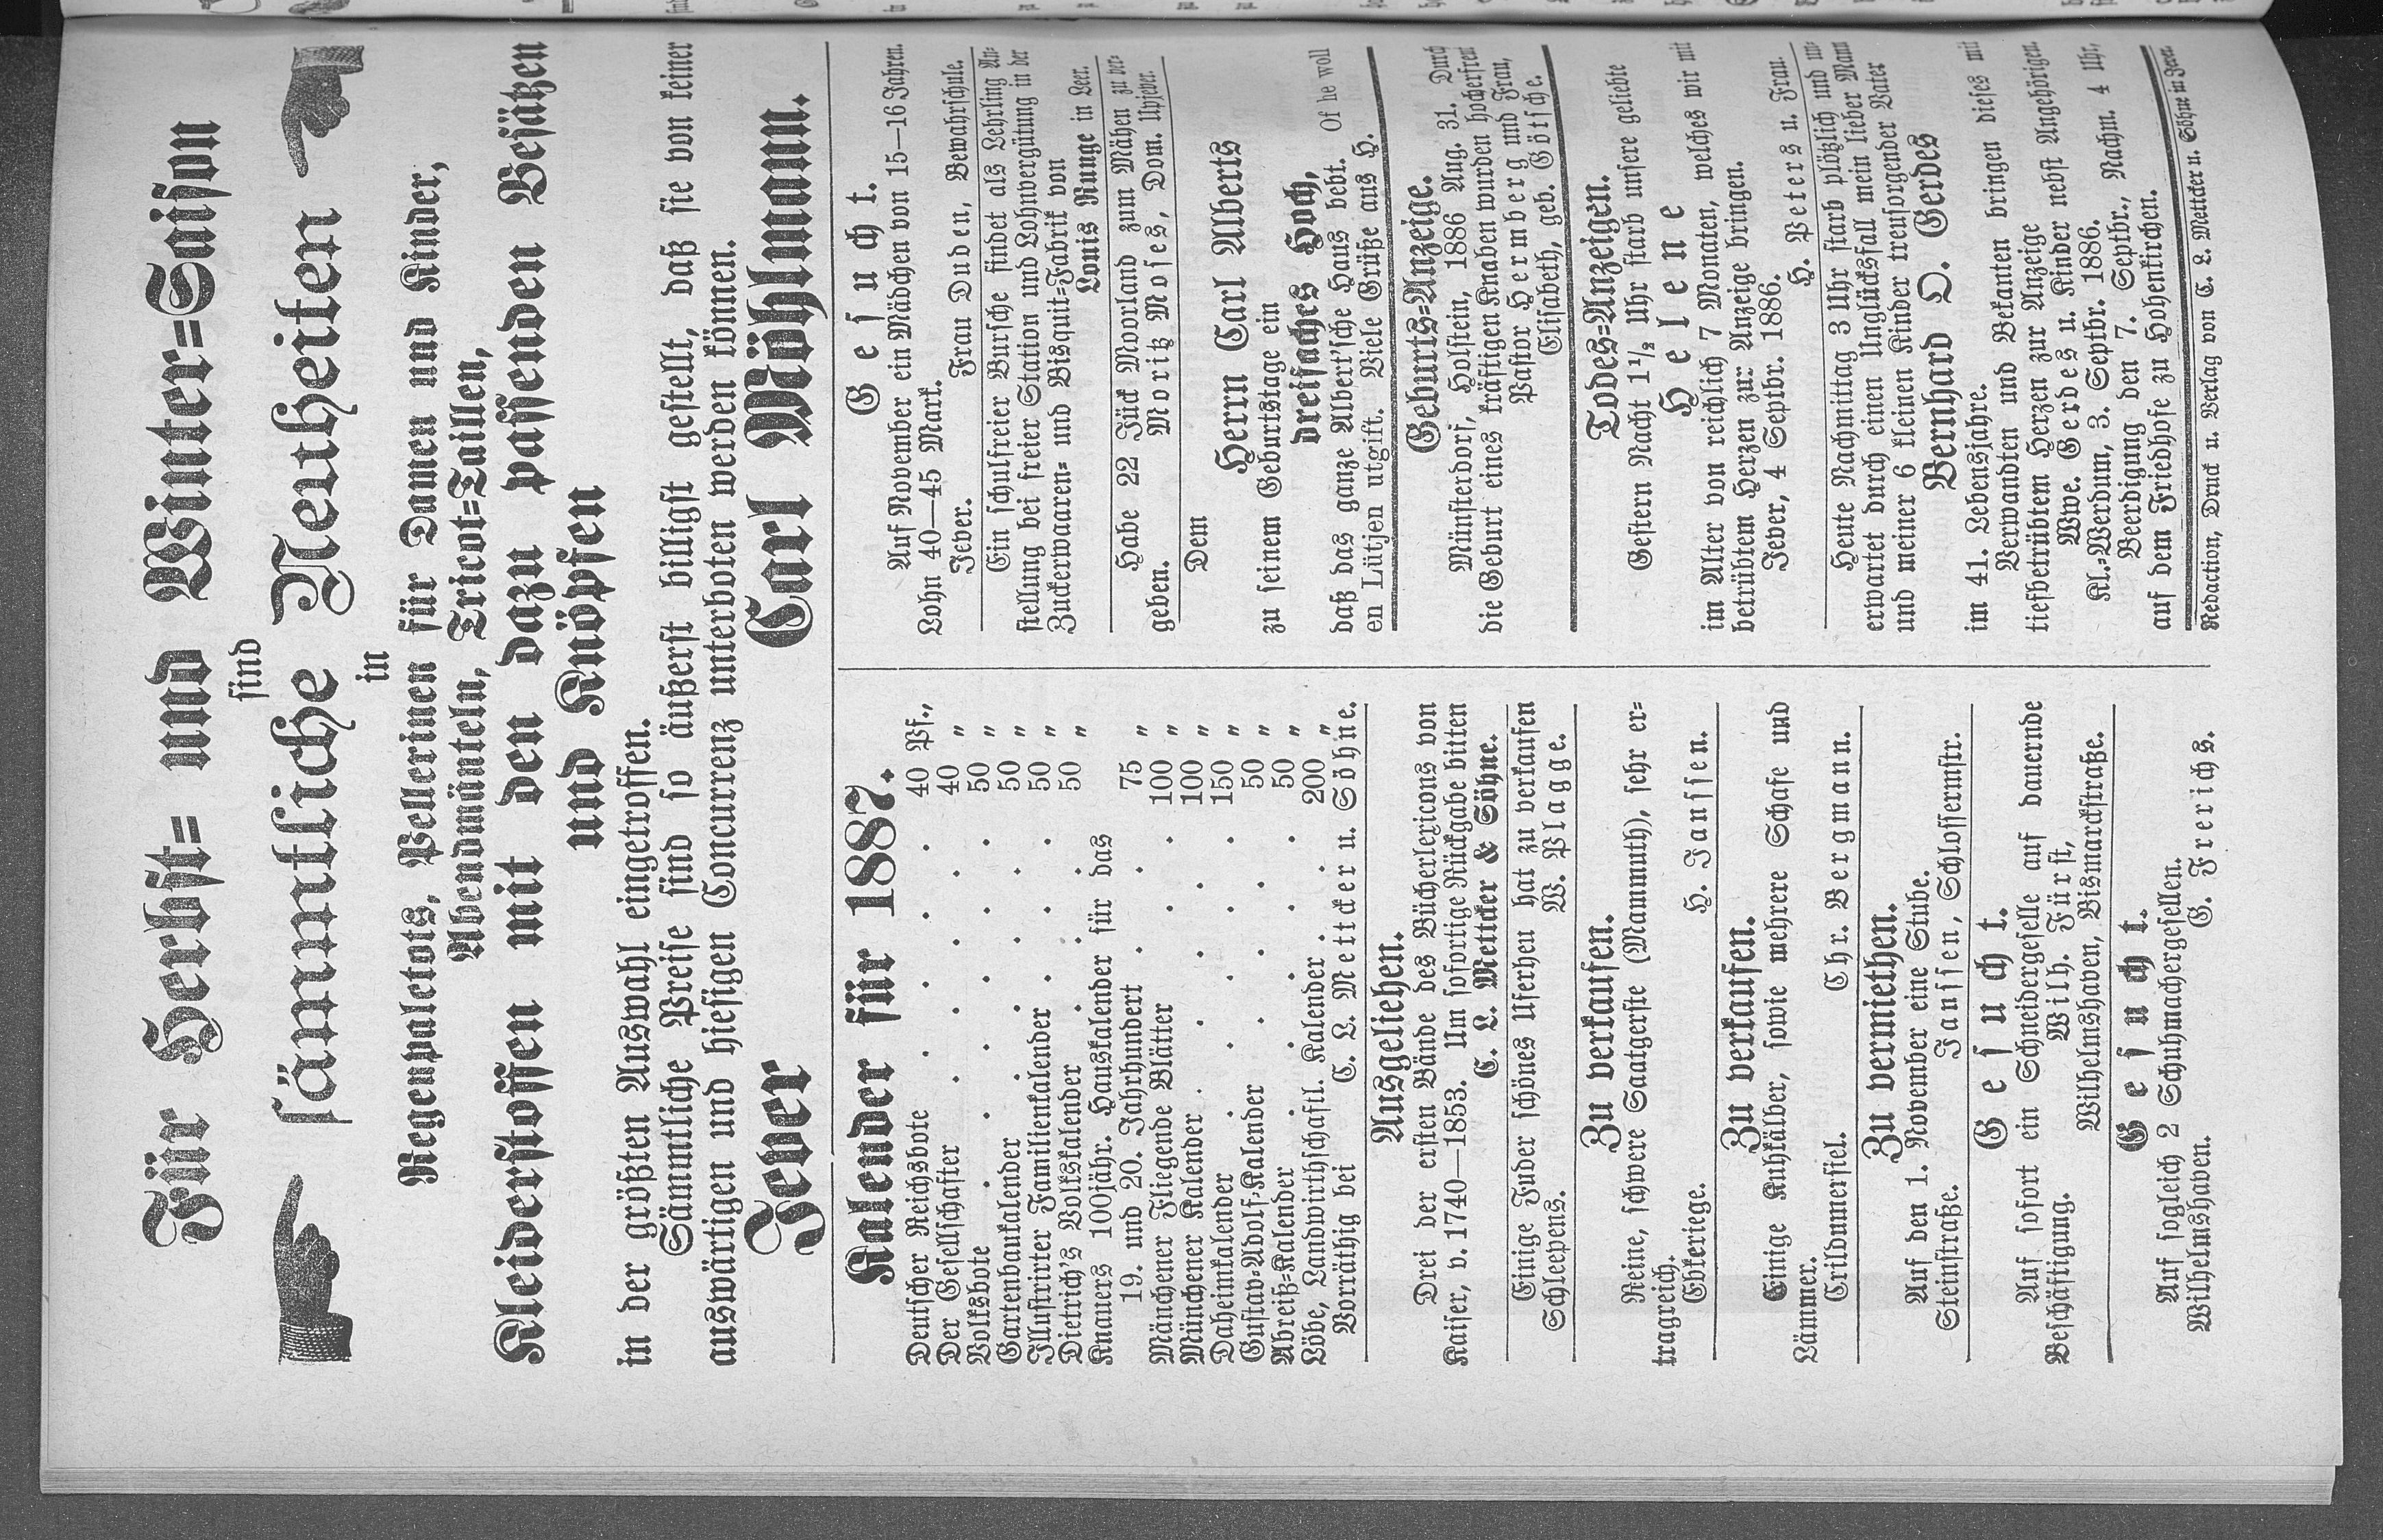 Für Herbst= und Winter=Saison
sind
sämmtliche Neuheiten
in
Regenpaletots, Pellerinen für Damen und Kinder,
Abendmänteln, Tricot=Taillen,
Kleiderstoffen mit den dazu passenden Besätzen
und Knöpfen
in der größten Auswahl eingetroffen.
Sämmtliche Preise sind so äußerst billigst gestellt, daß sie von keiner
auswärtigen und hiesigen Concurrenz unterboten werden können.
Jever Carl Möhlmann.
Kalender für 1887.
Deutscher Reichsbote . . . . 40 Pf.,
Der Gesellschafter . . . . 40 "
Volksbote . . . . . . 50 "
Gartenbaukalender . . . . 50 "
Illustrirter Familienkalender . . . 50 "
Dietrich's Volkskalender . . . 50 "
Knauers 100jähr. Hauskalender für das
19. und 20. Jahrhundert . . . 75 "
Münchener Fliegende Blätter . . . 100 "
Münchener Kalender . . . . 100 "
Daheimkalender . . . . . 150 "
Gustav=Adolf=Kalender . . . . 50 "
Abreiß=Kalender . . . . . 50 "
Löbe, Landwirthschaftl. Kalender . . 200 "
Vorräthig bei C. L. Mettcker u. Söhne.
Ausgeliehen.
Drei der ersten Bände des Bücherlexicons von
Kaiser, v. 1740—1853. Um sofortige Rückgabe bitten
C. L. Mettcker & Söhne.
Einige Fuder schönes Uferheu hat zu verkaufen
Schleepens. W. Plagge.
Zu verkaufen.
Reine, schwere Saatgerste (Mammuth), sehr er=
tragreich.
Ebkeriege. H. Janssen.
Zu verkaufen.
Einige Kuhkälber, sowie mehrere Schafe und
Lämmer.
Crildumersiel. Chr. Bergmann.
Zu vermiethen.
Auf den 1. November eine Stube.
Steinstraße. Janssen, Schlossermstr.
Gesucht.
Auf sofort ein Schneidergeselle auf dauernde
Beschäftigung. Wilh. Fürst,
Wilhelmshaven, Bismarckstraße.
Gesucht.
Auf sogleich 2 Schuhmachergesellen.
Wilhelmshaven. G. Frerichs.
Gesucht.
Auf November ein Mädchen von 15—16 Jahren.
Lohn 40—45 Mark.
Jever. Frau Duden, Bewahrschule.
Ein schulfreier Bursche findet als Lehrling An=
stellung bei freier Station und Lohnvergütung in der
Zuckerwaaren= und Bisquit=Fabrik von
Louis Runge in Leer.
Habe 22 Jück Moorland zum Mähen zu ver=
geben. Moritz Moses, Dom. Upjever.
Dem
Herrn Carl Alberts
zu seinem Geburtstage ein
dreifaches Hoch,
daß das ganze Albert'sche Haus bebt. Of he woll
en Lütjen utgift. Viele Grüße aus H.
Geburts=Anzeige.
Münsterdorf, Holstein, 1886 Aug. 31. Durch
die Geburt eines kräftigen Knaben wurden hocherfreut
Pastor Hermberg und Frau,
Elisabeth, geb. Götsche.
Todes=Anzeigen.
Gestern Nacht 1½ Uhr starb unsere geliebte
Helene
im Alter von reichlich 7 Monaten, welches wir mit
betrübtem Herzen zur Anzeige bringen.
Jever, 4 Septbr. 1886.
H. Peters u. Frau.
Heute Nachmittag 3 Uhr starb plötzlich und un=
erwartet durch einen Unglücksfall mein lieber Mann
und meiner 6 kleinen Kinder treusorgender Vater
Bernhard O. Gerdes
im 41. Lebensjahre.
Verwandten und Bekanten bringen dieses mit
tiefbetrübtem Herzen zur Anzeige
Wwe. Gerdes u. Kinder nebst Angehörigen.
Kl.=Werdum, 3. Septbr. 1886.
Beerdigung den 7. Septbr., Nachm. 4 Uhr,
auf dem Friedhofe zu Hohenkirchen.
Redaction, Druck u. Verlag von C. L. Mettcker u. Söhne in Jever.